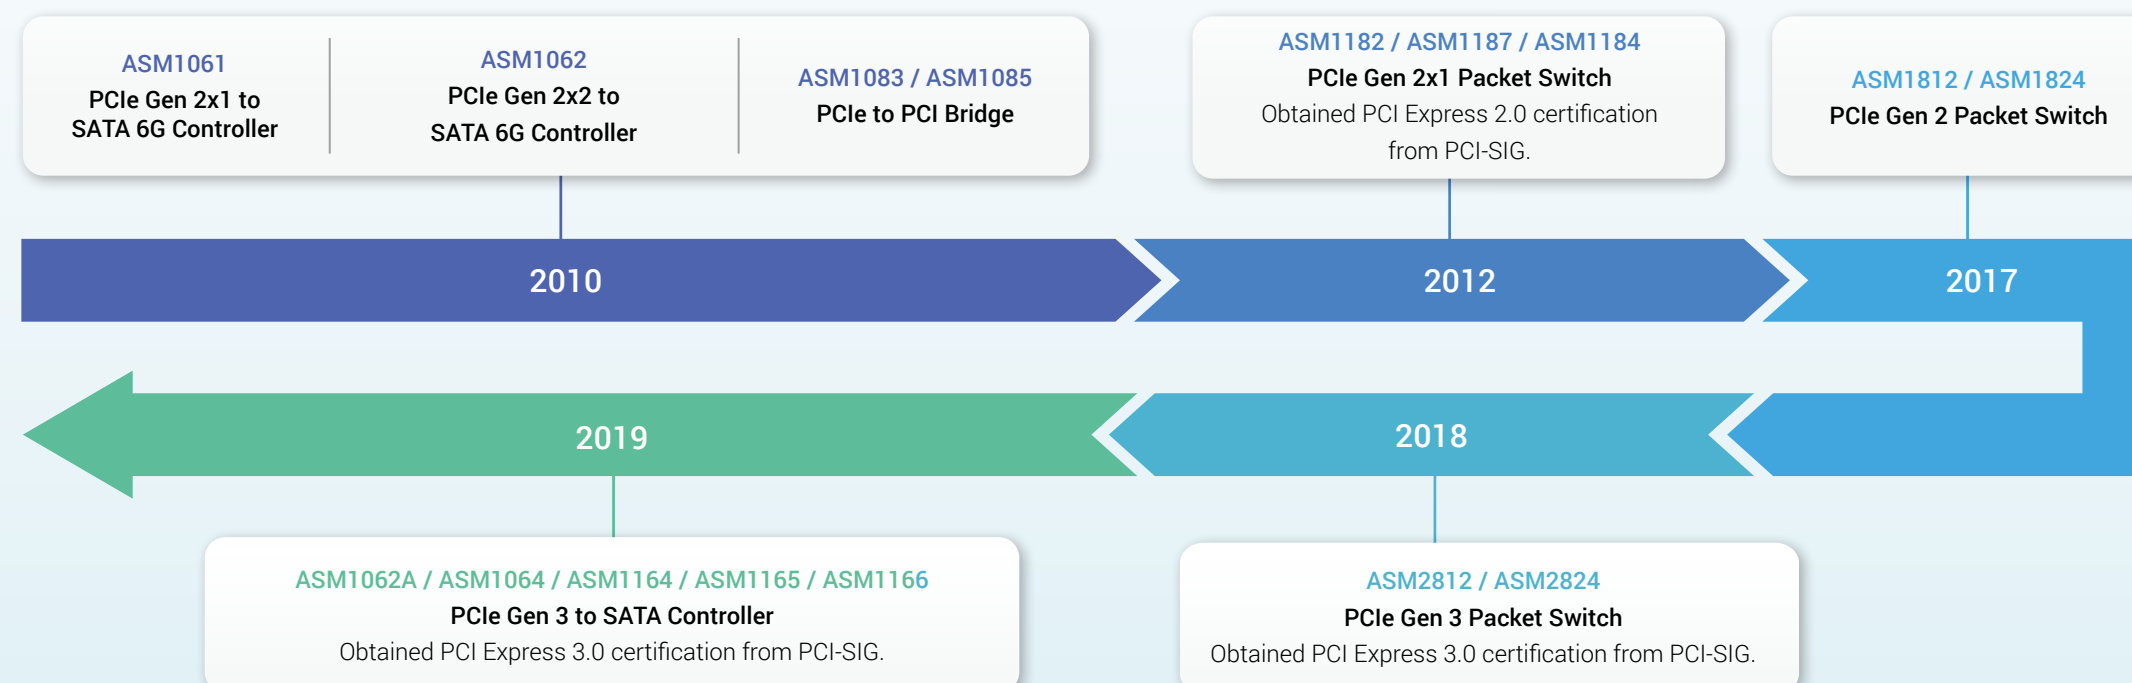 ASM1061
PCIe Gen 2x1 to
SATA 6G Controller
ASM1062
PCIe Gen 2x2 to
SATA 6G Controller
ASM1083 / ASM1085
PCIe to PCI Bridge
ASM1182 / ASM1187 / ASM1184
PCIe Gen 2x1 Packet Switch
Obtained PCI Express 2.0 certification
from PCI-SIG.
ASM1812 / ASM1824
PCIe Gen 2 Packet Switch
2010
2012
2017
2019
2018
ASM1062A / ASM1064 / ASM1164 / ASM1165 / ASM1166
PCIe Gen 3 to SATA Controller
Obtained PCI Express 3.0 certification from PCI-SIG.
ASM2812 / ASM2824
PCIe Gen 3 Packet Switch
Obtained PCI Express 3.0 certification from PCI-SIG.